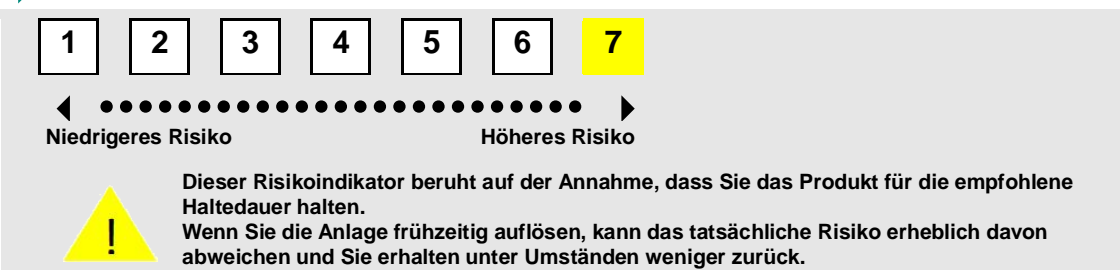 1 2 3 4 5 6 7
Niedrigeres Risiko Höheres Risiko
Dieser Risikoindikator beruht auf der Annahme, dass Sie das Produkt für die empfohlene
Haltedauer halten.
! Wenn Sie die Anlage frühzeitig auflösen, kann das tatsächliche Risiko erheblich davon
abweichen und Sie erhalten unter Umständen weniger zurück.